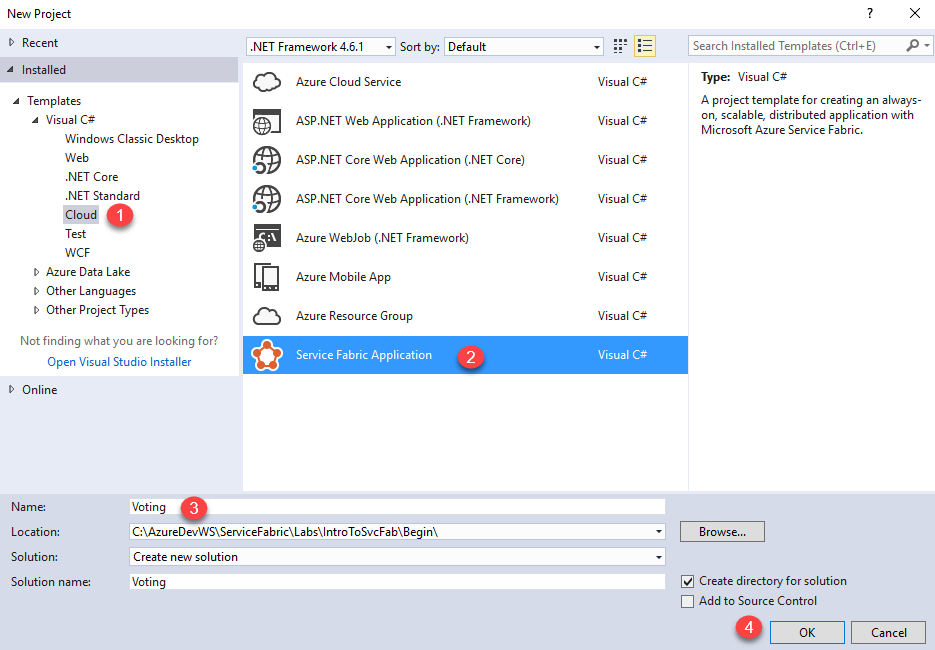 New Project
?
Recent
.NET Framework 4.6.1
Sort by:
Default
Search Installed Templates (Ctrl+E)
Installed
Templates
Visual C#
Windows Classic Desktop
Web
.NET Core
.NET Standard
Cloud
1
Test
WCF
Azure Data Lake
Other Languages
Other Project Types
Not finding what you are looking for?
Open Visual Studio Installer
Online
Azure Cloud Service Visual C#
ASP.NET Web Application (.NET Framework) Visual C#
ASP.NET Core Web Application (.NET Core) Visual C#
ASP.NET Core Web Application (.NET Framework) Visual C#
Azure WebJob (.NET Framework) Visual C#
Azure Mobile App Visual C#
Azure Resource Group Visual C#
Service Fabric Application 2 Visual C#
Type: Visual C#
A project template for creating an always-
on, scalable, distributed application with
Microsoft Azure Service Fabric.
Name: Voting 3
Location: C:\AzureDevWS\ServiceFabric\Labs\IntroToSvcFab\Begin\ Browse...
Solution: Create new solution
Solution name: Voting
Create directory for solution
Add to Source Control
4
OK
Cancel